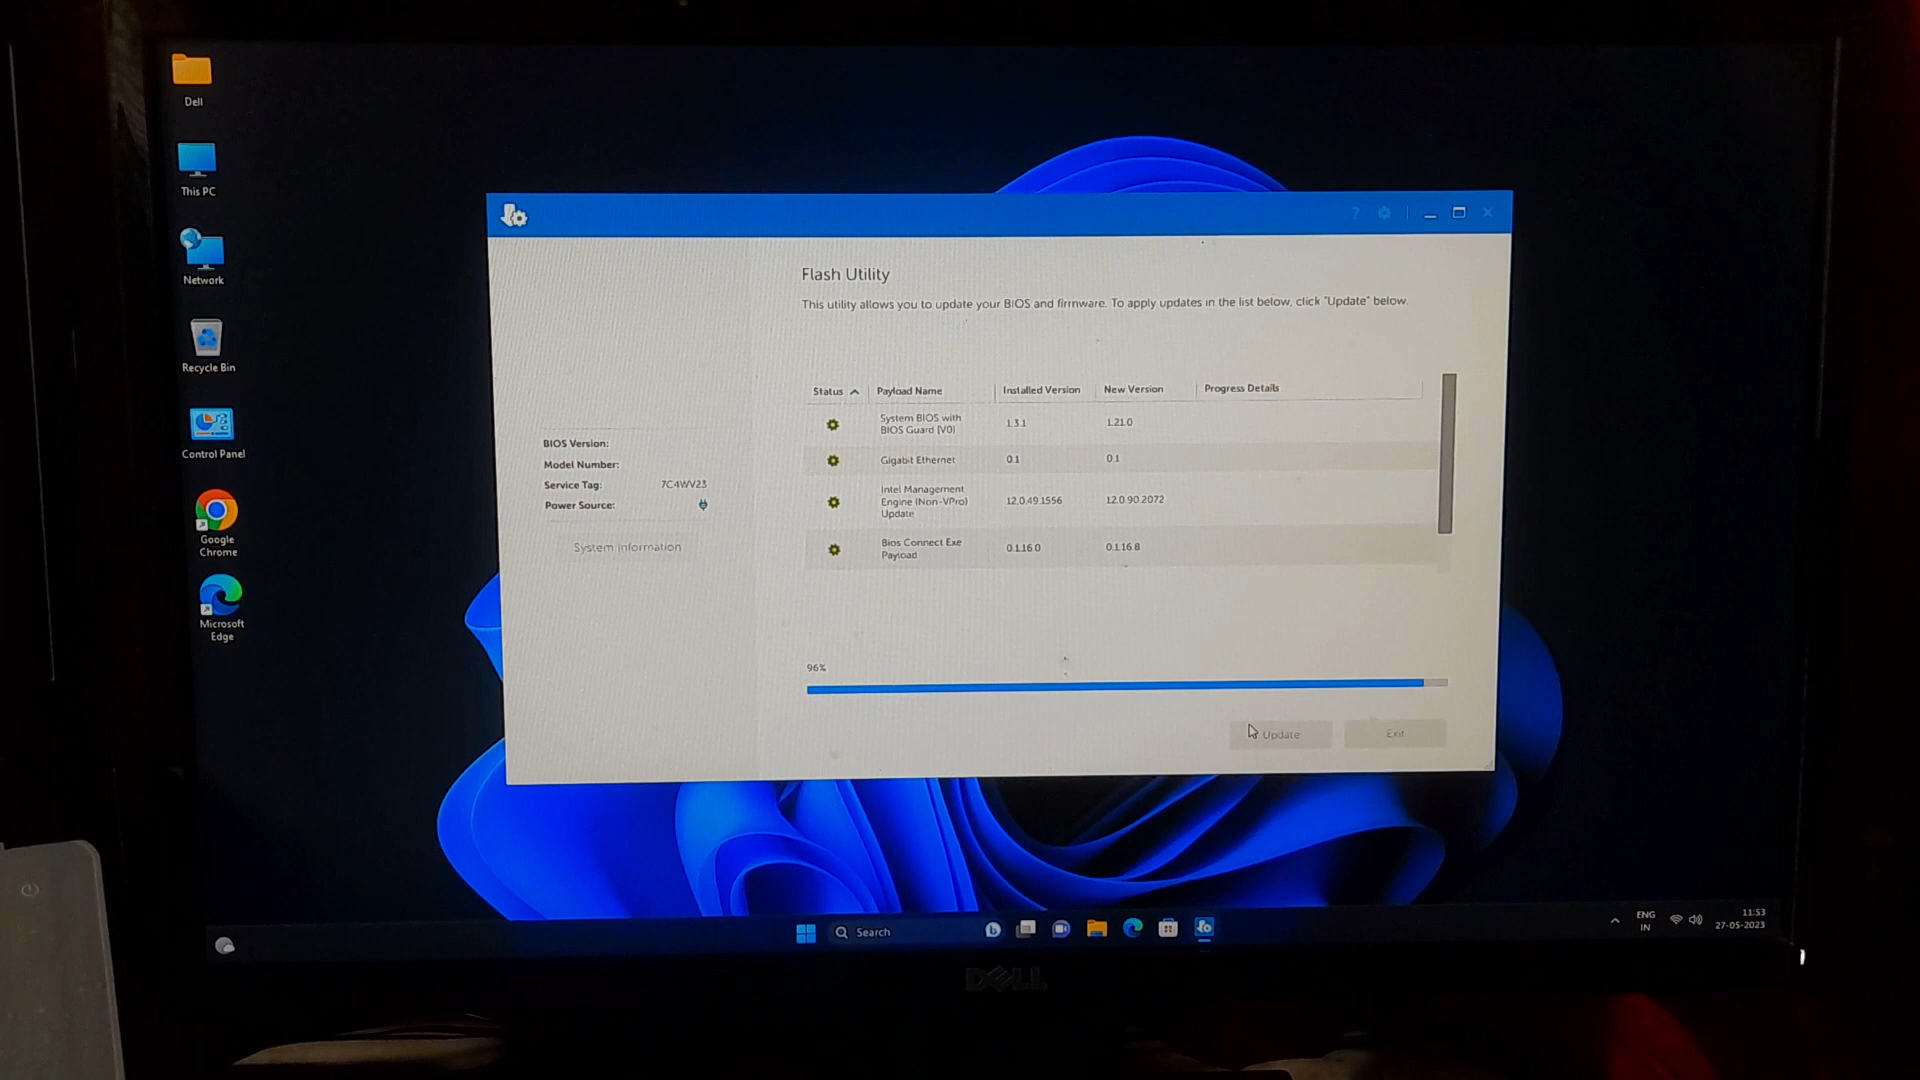 Dell
This PC
Network
Recycle Bin
Control Panel
Google
Chrome
Microsoft
Edge
Flash Utility
This utility allows you to update your BIOS and firmware. To apply updates in the list below, click "Update" below.
BIOS Version:
Model Number:
Service Tag: 7C4WV23
Power Source:
System Information
Status Payload Name Installed Version New Version Progress Details
System BIOS with
BIOS Guard [V0] 1.3.1 1.21.0
Gigabit Ethernet 0.1 0.1
Intel Management
Engine (Non-VPro) 12.0.49.1556 12.0.90.2072
Update
Bios Connect Exe
Payload 0.1.16.0 0.1.16.8
96%
Update Exit
Search
ENG
IN
11:53
27-05-2023
DELL